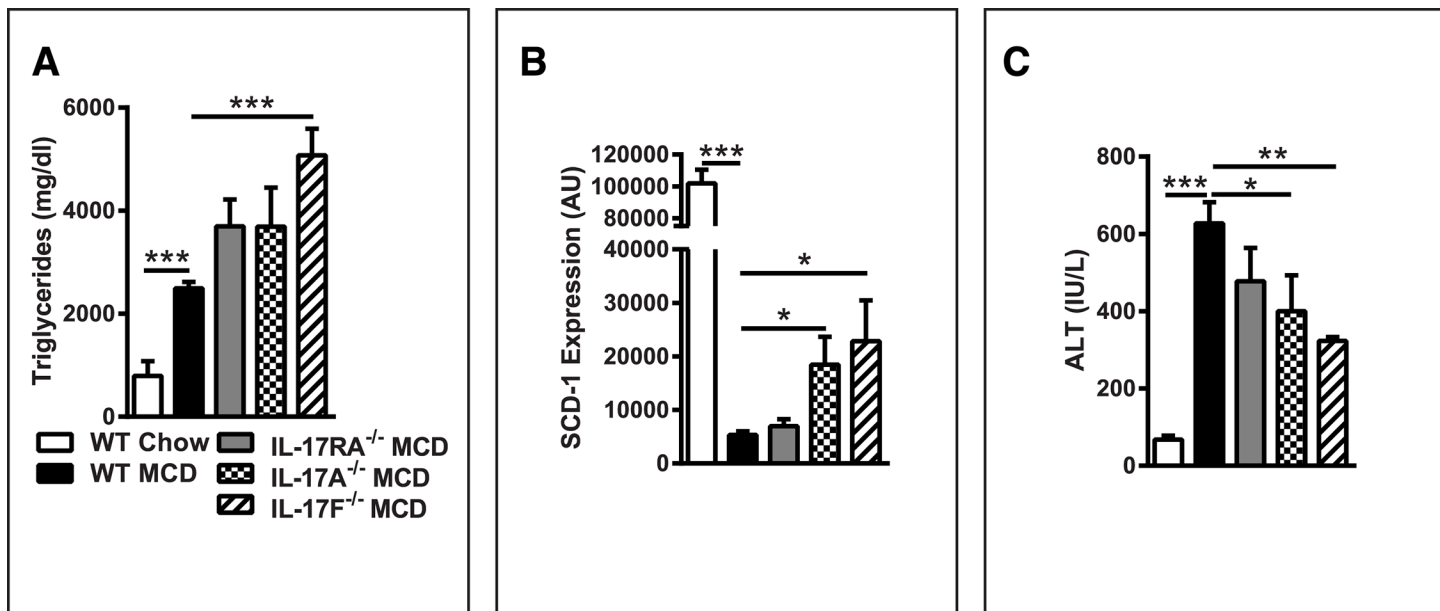 A
Triglycerides (mg/dl)
6000
4000
2000
0
***
***
WT Chow
WT MCD
IL-17RA-/- MCD
IL-17A-/- MCD
IL-17F-/- MCD
B
SCD-1 Expression (AU)
120000
100000
80000
40000
30000
20000
10000
0
***
*
*
C
ALT (IU/L)
800
600
400
200
0
***
**
*